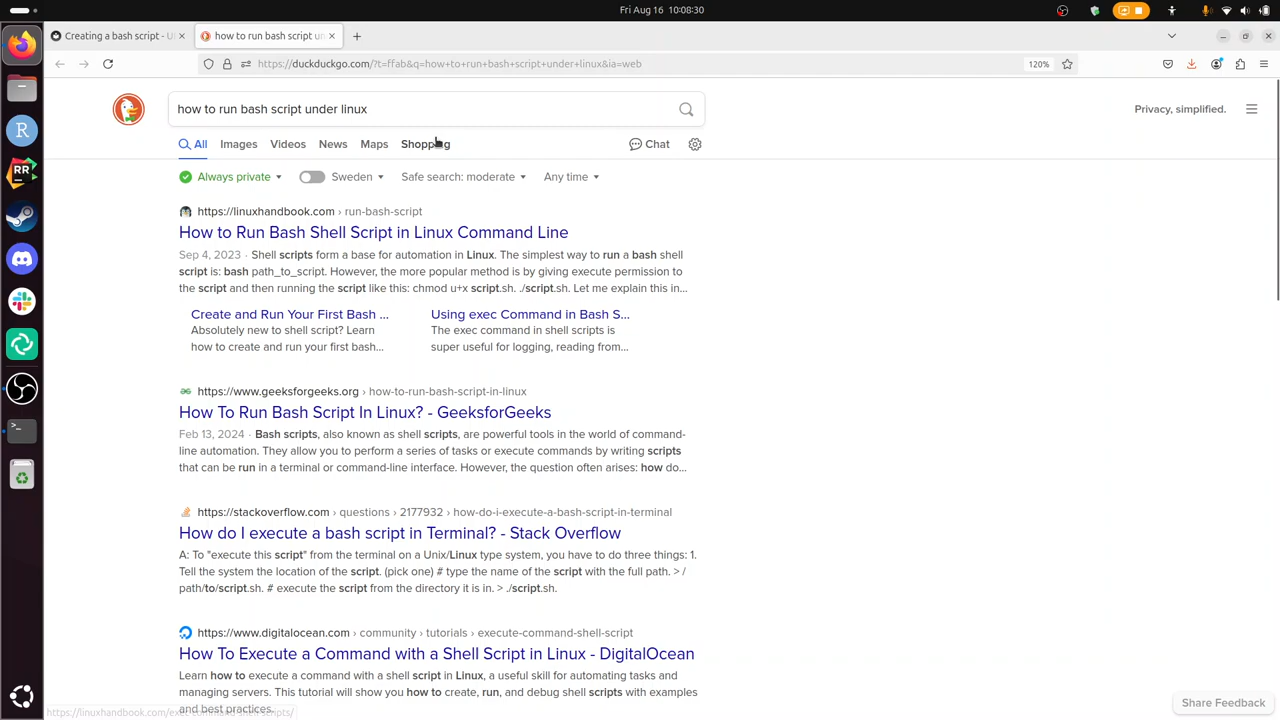 Fri Aug 16 10:08:30
Creating a bash script - U
how to run bash script un
https://duckduckgo.com/?t=ffab&q=how+to+run+bash+script+under+linux&ia=web
120%
how to run bash script under linux
Privacy, simplified.
All Images Videos News Maps Shopping Chat
Always private Sweden Safe search: moderate Any time
https://linuxhandbook.com › run-bash-script
How to Run Bash Shell Script in Linux Command Line
Sep 4, 2023 · Shell scripts form a base for automation in Linux. The simplest way to run a bash shell
script is: bash path_to_script. However, the more popular method is by giving execute permission to
the script and then running the script like this: chmod u+x script.sh. ./script.sh. Let me explain this in...
Create and Run Your First Bash ...
Absolutely new to shell script? Learn
how to create and run your first bash...
Using exec Command in Bash S...
The exec command in shell scripts is
super useful for logging, reading from...
https://www.geeksforgeeks.org › how-to-run-bash-script-in-linux
How To Run Bash Script In Linux? - GeeksforGeeks
Feb 13, 2024 · Bash scripts, also known as shell scripts, are powerful tools in the world of command-
line automation. They allow you to perform a series of tasks or execute commands by writing scripts
that can be run in a terminal or command-line interface. However, the question often arises: how do...
https://stackoverflow.com › questions › 2177932 › how-do-i-execute-a-bash-script-in-terminal
How do I execute a bash script in Terminal? - Stack Overflow
A: To "execute this script" from the terminal on a Unix/Linux type system, you have to do three things: 1.
Tell the system the location of the script. (pick one) # type the name of the script with the full path. > /
path/to/script.sh. # execute the script from the directory it is in. > ./script.sh.
https://www.digitalocean.com › community › tutorials › execute-command-shell-script
How To Execute a Command with a Shell Script in Linux - DigitalOcean
Learn how to execute a command with a shell script in Linux, a useful skill for automating tasks and
managing servers. This tutorial will show you how to create, run, and debug shell scripts with examples
and best practices.
https://linuxhandbook.com/exec-command-shell-scripts/
Share Feedback